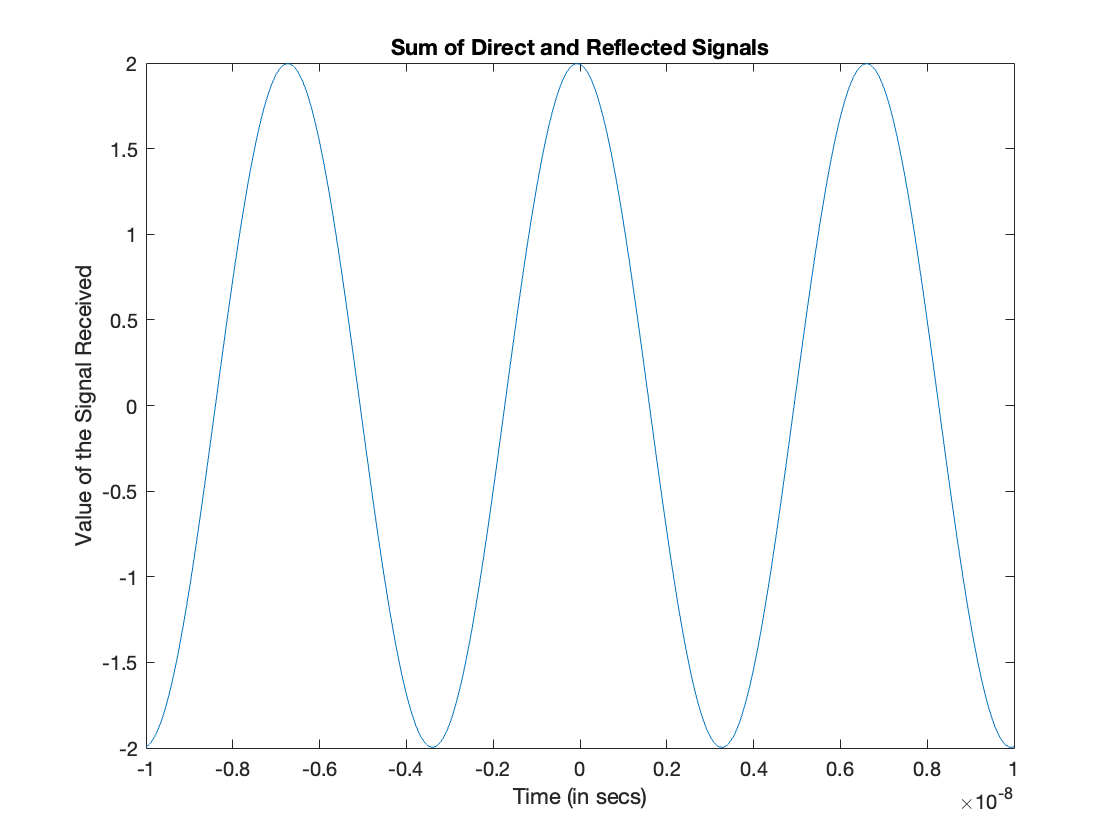 Sum of Direct and Reflected Signals
2
1.5
1
0.5
0
-0.5
-1
-1.5
-2
Value of the Signal Received
-1 -0.8 -0.6 -0.4 -0.2 0 0.2 0.4 0.6 0.8 1
Time (in secs)
×10-8